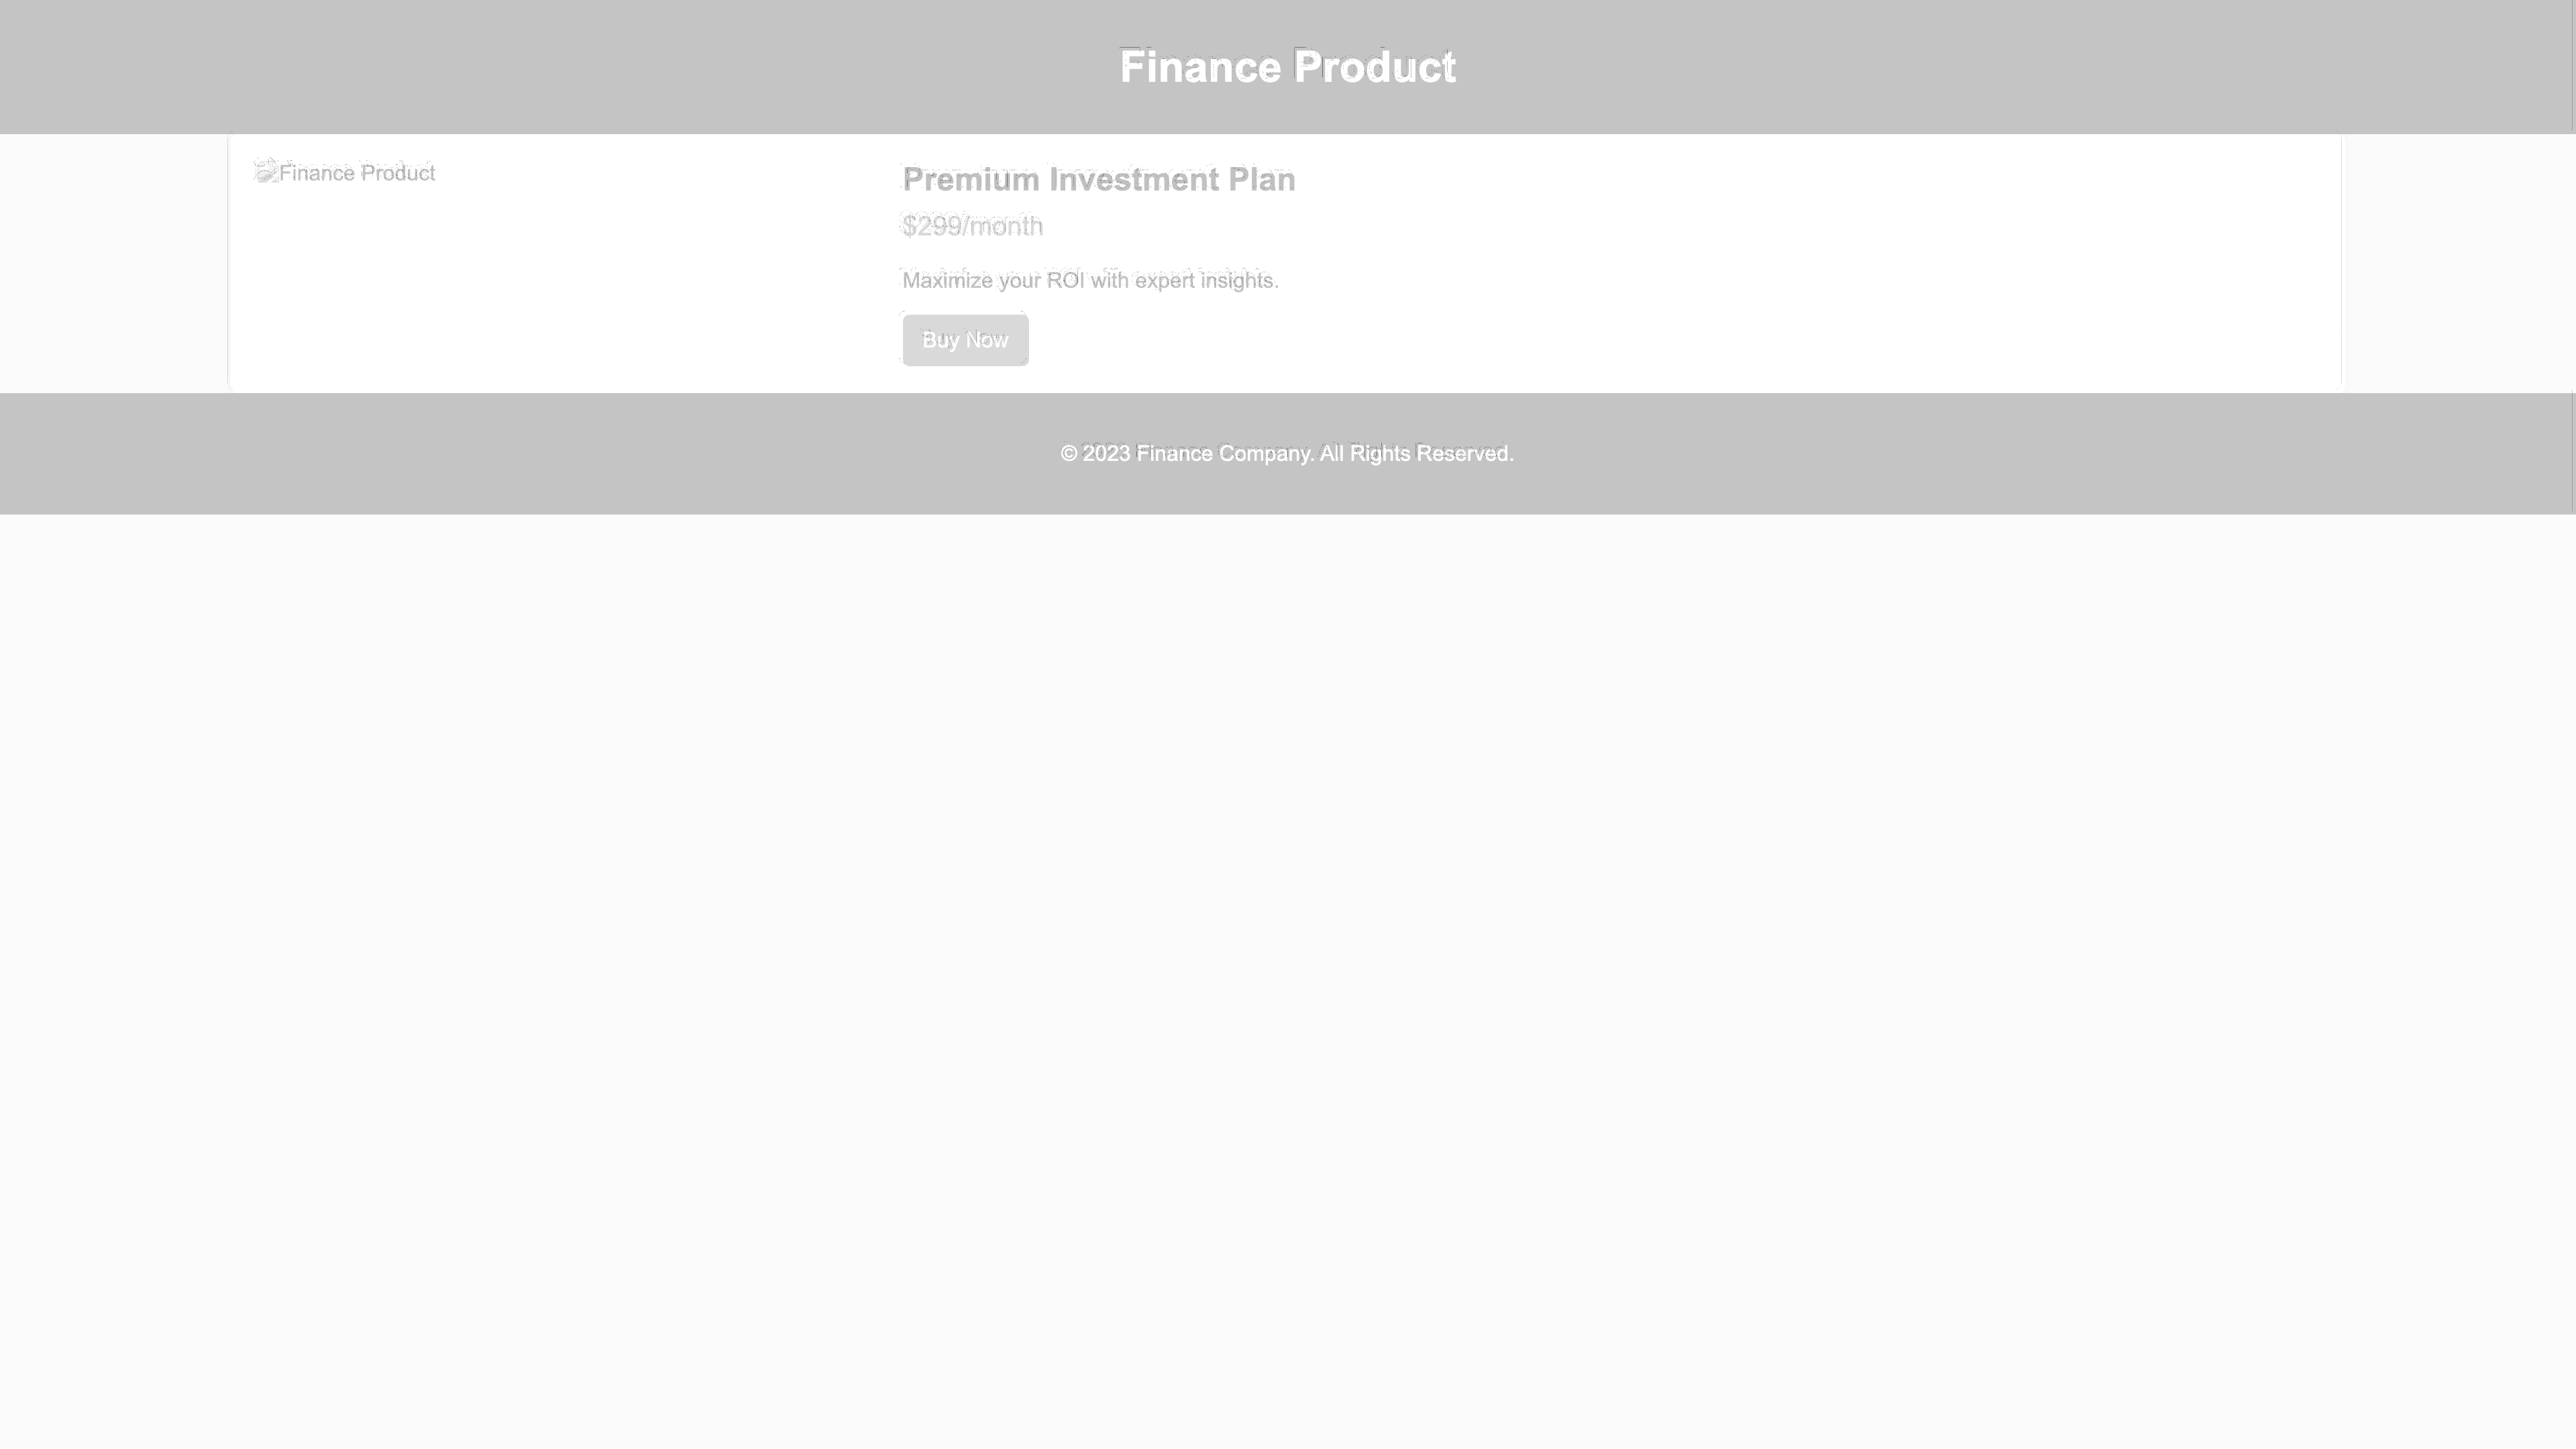 Finance Product
Finance Product
Premium Investment Plan
$299/month
Maximize your ROI with expert insights.
Buy Now
© 2023 Finance Company. All Rights Reserved.